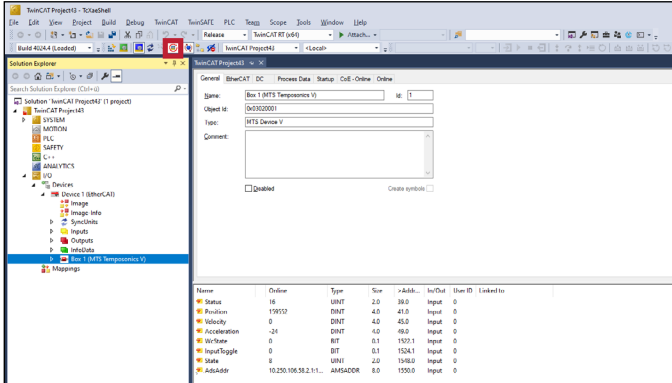 TwinCAT Project43 - TcXaeShell
File Edit View Project Build Debug TwinCAT TwinSAFE PLC Team Scope Tools Window Help
Release TwinCAT RT (x64) Attach...
Build 4024.4 (Loaded) TwinCAT Project43 <Local>
Solution Explorer
Search Solution Explorer (Ctrl+ü)
Solution 'TwinCAT Project43' (1 project)
TwinCAT Project43
SYSTEM
MOTION
PLC
SAFETY
C++
ANALYTICS
I/O
Devices
Device 1 (EtherCAT)
Image
Image Info
SyncUnits
Inputs
Outputs
InfoData
Box 1 (MTS Temposonics V)
Mappings
TwinCAT Project43
General EtherCAT DC Process Data Startup CoE - Online Online
Name: Box 1 (MTS Temposonics V) Id: 1
Object Id: 0x03020001
Type: MTS Device V
Comment:
Disabled Create symbols
Name Online Type Size >Addr... In/Out User ID Linked to
Status 16 UINT 2.0 39.0 Input 0
Position 159552 DINT 4.0 41.0 Input 0
Velocity 0 DINT 4.0 45.0 Input 0
Acceleration -24 DINT 4.0 49.0 Input 0
WcState 0 BIT 0.1 1522.1 Input 0
InputToggle 0 BIT 0.1 1524.1 Input 0
State 8 UINT 2.0 1548.0 Input 0
AdsAddr 10.250.106.58.2.1:1... AMSADDR 8.0 1550.0 Input 0